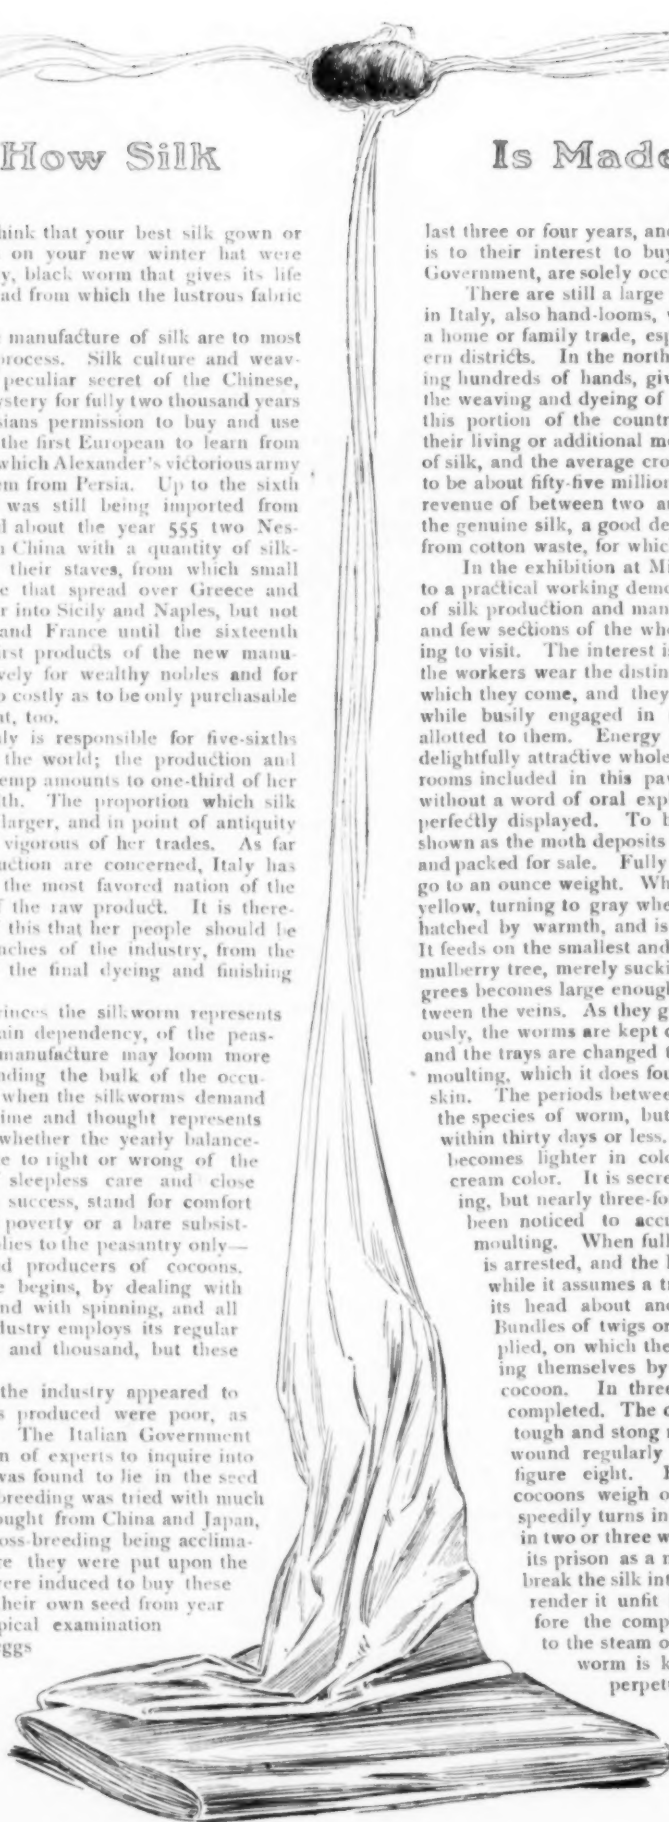 How Silk
hink that your best silk gown or
on your new winter hat were
y, black worm that gives its life
ad from which the lustrous fabric
manufacture of silk are to most
process. Silk culture and weav-
peculiar secret of the Chinese,
ystery for fully two thousand years
sians permission to buy and use
the first European to learn from
which Alexander's victorious army
em from Persia. Up to the sixth
was still being imported from
l about the year 555 two Nes-
n China with a quantity of silk-
their staves, from which small
e that spread over Greece and
r into Sicily and Naples, but not
and France until the sixteenth
rst products of the new manu-
vely for wealthy nobles and for
o costly as to be only purchasable
at, too.
ly is responsible for five-sixths
the world; the production and
emp amounts to one-third of her
th. The proportion which silk
larger, and in point of antiquity
vigorous of her trades. As far
uction are concerned, Italy has
the most favored nation of the
f the raw product. It is there-
this that her people should be
nches of the industry, from the
the final dyeing and finishing
inces the silkworm represents
ain dependency, of the peas-
manufacture may loom more
nding the bulk of the occu-
when the silkworms demand
ime and thought represents
whether the yearly balance-
e to right or wrong of the
f sleepless care and close
success, stand for comfort
poverty or a bare subsist-
lies to the peasantry only—
d producers of cocoons.
e begins, by dealing with
nd with spinning, and all
dustry employs its regular
and thousand, but these
the industry appeared to
s produced were poor, as
The Italian Government
n of experts to inquire into
was found to lie in the seed
breeding was tried with much
ought from China and Japan,
oss-breeding being acclima-
re they were put upon the
vere induced to buy these
their own seed from year
pical examination
eggs
Is Made
last three or four years, and
is to their interest to buy
Government, are solely occ
There are still a large
in Italy, also hand-looms, w
a home or family trade, esp
ern districts. In the north
ing hundreds of hands, giv
the weaving and dyeing of
this portion of the countr
their living or additional me
of silk, and the average cro
to be about fifty-five million
revenue of between two an
the genuine silk, a good de
from cotton waste, for whic
In the exhibition at Mi
to a practical working demo
of silk production and man
and few sections of the who
ing to visit. The interest i
the workers wear the distin
which they come, and they
while busily engaged in
allotted to them. Energy
delightfully attractive whole
rooms included in this pav
without a word of oral exp
perfectly displayed. To b
shown as the moth deposits
and packed for sale. Fully
go to an ounce weight. Wh
yellow, turning to gray whe
hatched by warmth, and is
It feeds on the smallest and
mulberry tree, merely sucki
grees becomes large enough
tween the veins. As they g
ously, the worms are kept o
and the trays are changed t
moulting, which it does fou
skin. The periods betwee
the species of worm, but
within thirty days or less.
becomes lighter in colo
cream color. It is secre
ing, but nearly three-fo
been noticed to accu
moulting. When full
is arrested, and the l
while it assumes a tr
its head about and
Bundles of twigs or
plied, on which the
ing themselves by
cocoon. In three
completed. The c
tough and stong
wound regularly
figure eight.
cocoons weigh o
speedily turns in
in two or three w
its prison as a m
break the silk int
render it unfit
fore the comp
to the steam o
worm is k
perpet